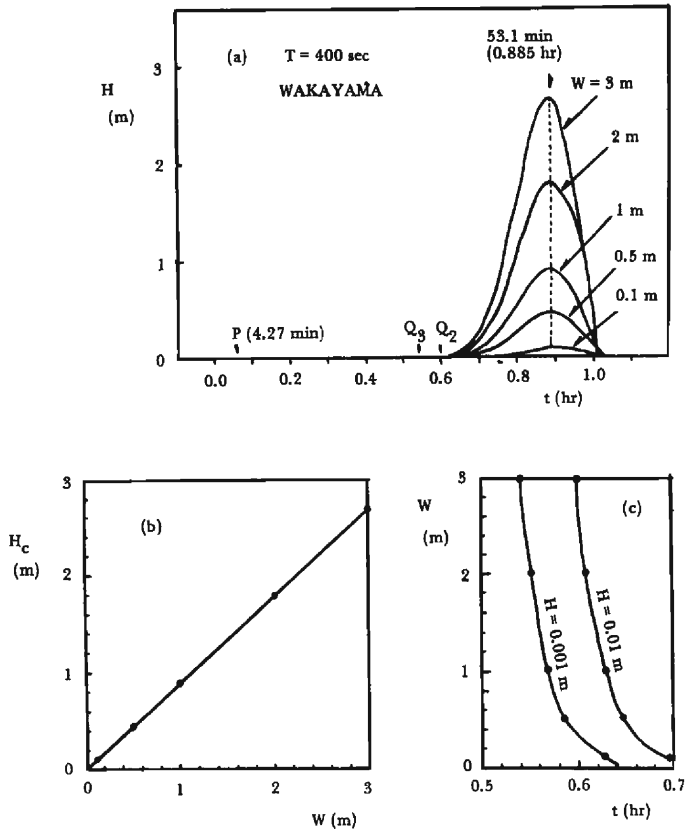 (a) T = 400 sec
WAKAYAMA
53.1 min
(0.885 hr)
W = 3 m
2 m
1 m
0.5 m
0.1 m
H
(m)
3
2
1
0
P (4.27 min)
Q3
Q2
0.0 0.2 0.4 0.6 0.8 1.0
t (hr)
(b)
Hc
(m)
3
2
1
0
0 1 2 3
W (m)
(c)
W
(m)
3
2
1
0
H = 0.001 m
H = 0.01 m
0.5 0.6 0.7
t (hr)